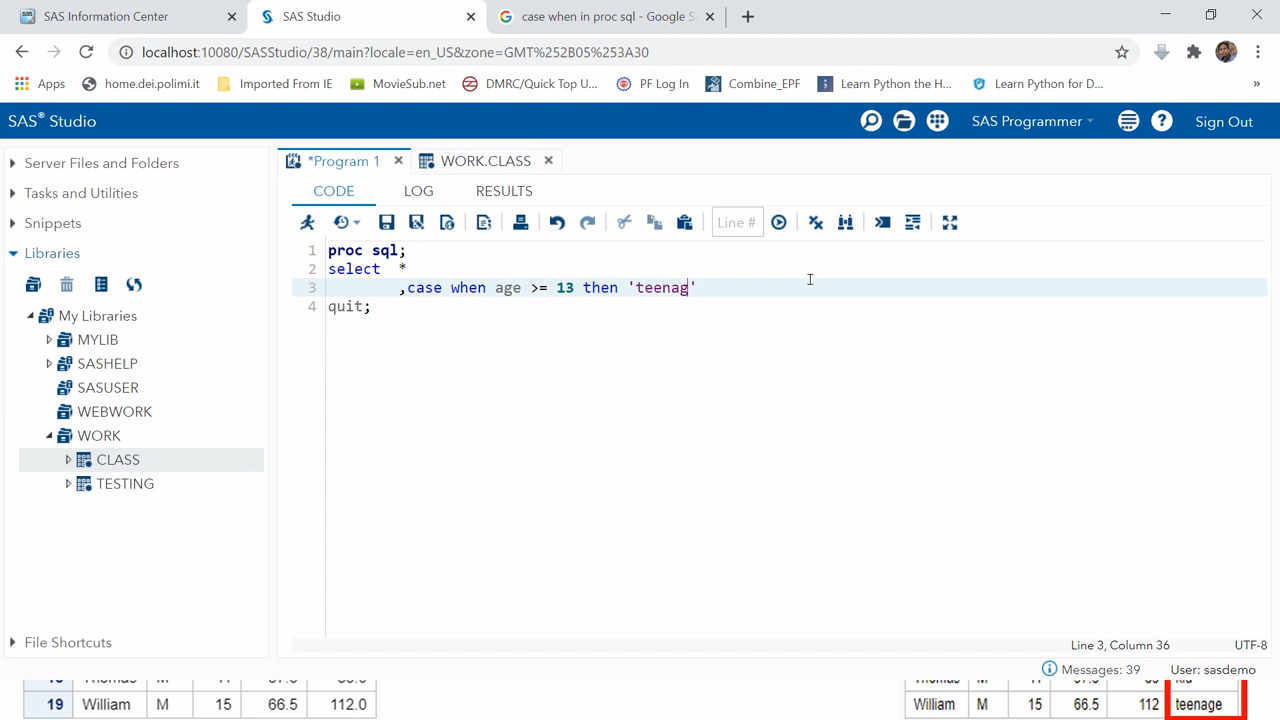 SAS Information Center
SAS Studio
case when in proc sql - Google S
localhost:10080/SASStudio/38/main?locale=en_US&zone=GMT%252B05%253A30
Apps home.dei.polimi.it Imported From IE MovieSub.net DMRC/Quick Top U... PF Log In Combine_EPF Learn Python the H... Learn Python for D... »
SAS® Studio
SAS Programmer
Sign Out
Server Files and Folders
Tasks and Utilities
Snippets
Libraries
My Libraries
MYLIB
SASHELP
SASUSER
WEBWORK
WORK
CLASS
TESTING
File Shortcuts
*Program 1
WORK.CLASS
CODE LOG RESULTS
Line #
1 proc sql;
2 select *
3 ,case when age >= 13 then 'teenag'
4 quit;
Line 3, Column 36
UTF-8
Messages: 39
User: sasdemo
19 William M 15 66.5 112.0
William M 15 66.5 112 teenage